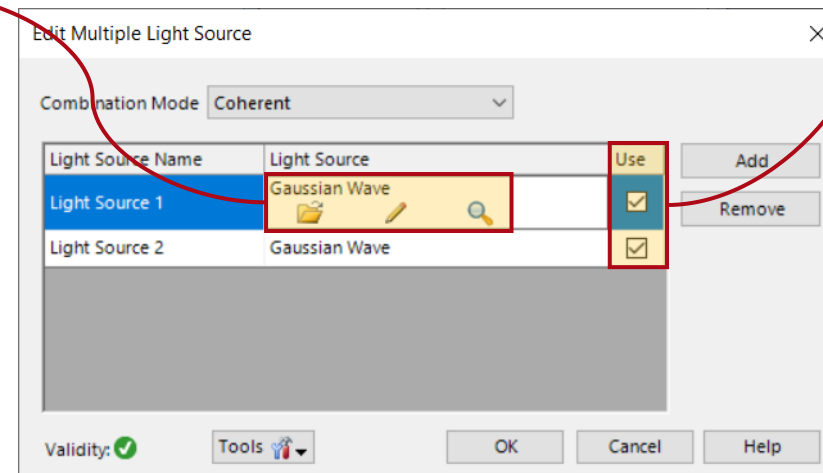 Edit Multiple Light Source
Combination Mode Coherent
Light Source Name Light Source Use Add
Light Source 1 Gaussian Wave Remove
Light Source 2 Gaussian Wave
Validity: Tools OK Cancel Help